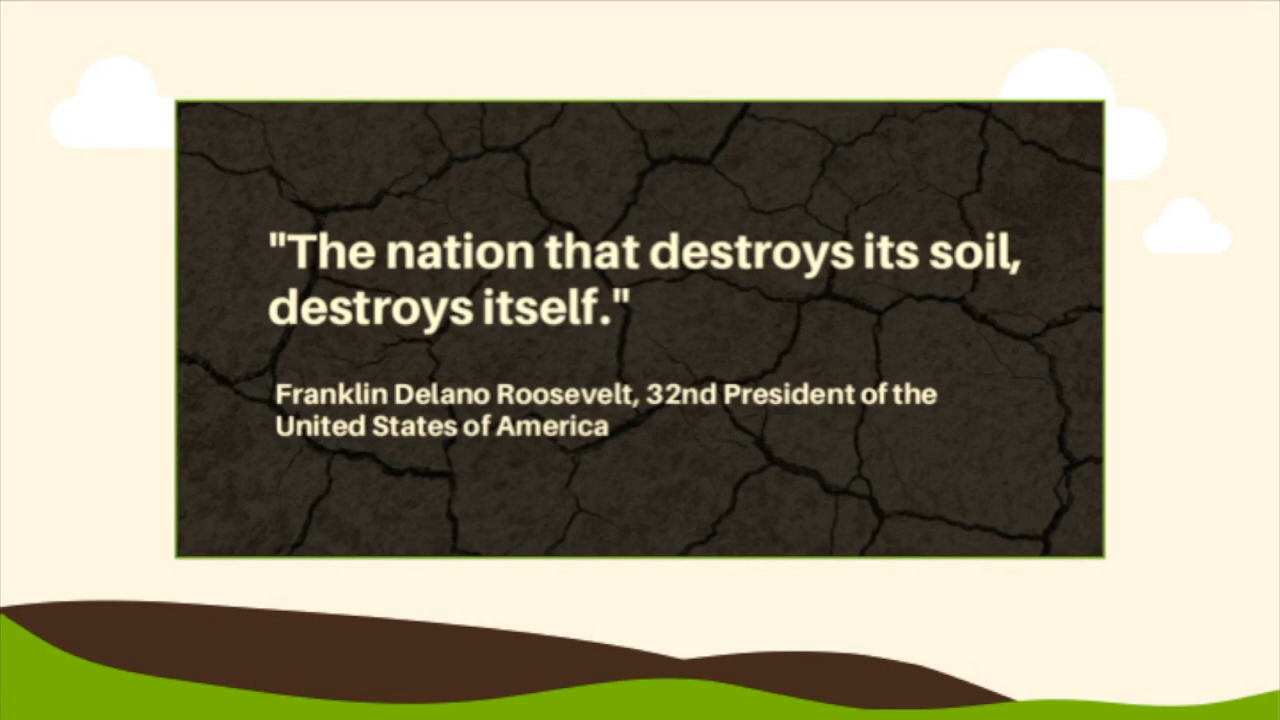 "The nation that destroys its soil,
destroys itself."
Franklin Delano Roosevelt, 32nd President of the
United States of America